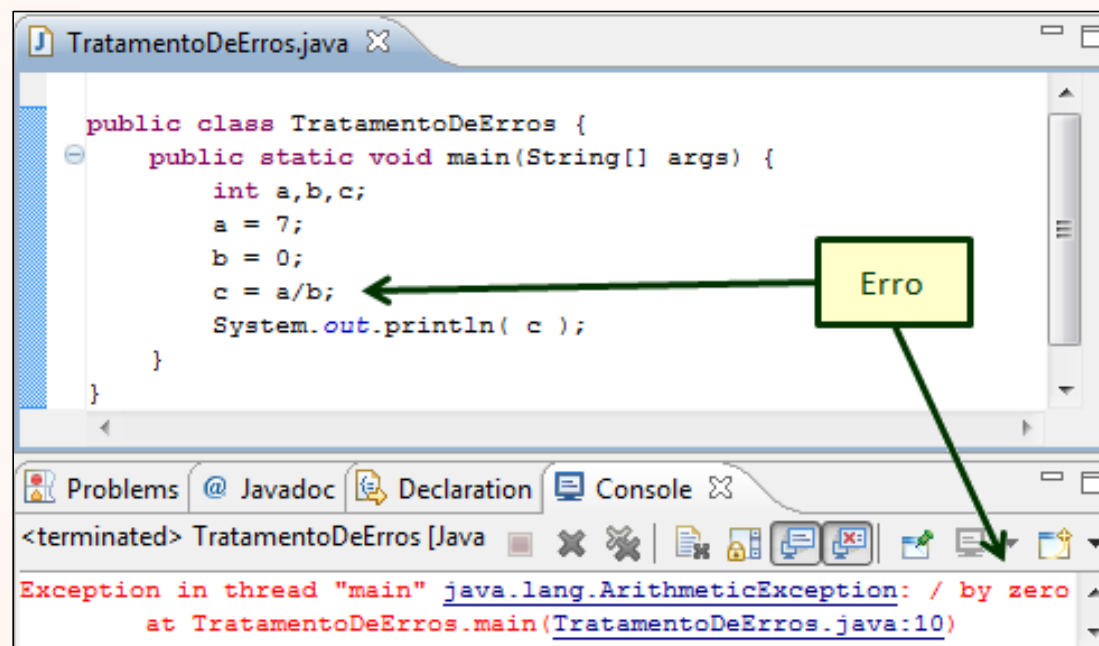 TratamentoDeErros.java
public class TratamentoDeErros {
public static void main(String[] args) {
int a,b,c;
a = 7;
b = 0;
c = a/b;
Erro
System.out.println( c );
}
}
Problems @ Javadoc Declaration Console
<terminated> TratamentoDeErros [Java
Exception in thread "main" java.lang.ArithmeticException: / by zero
at TratamentoDeErros.main(TratamentoDeErros.java:10)